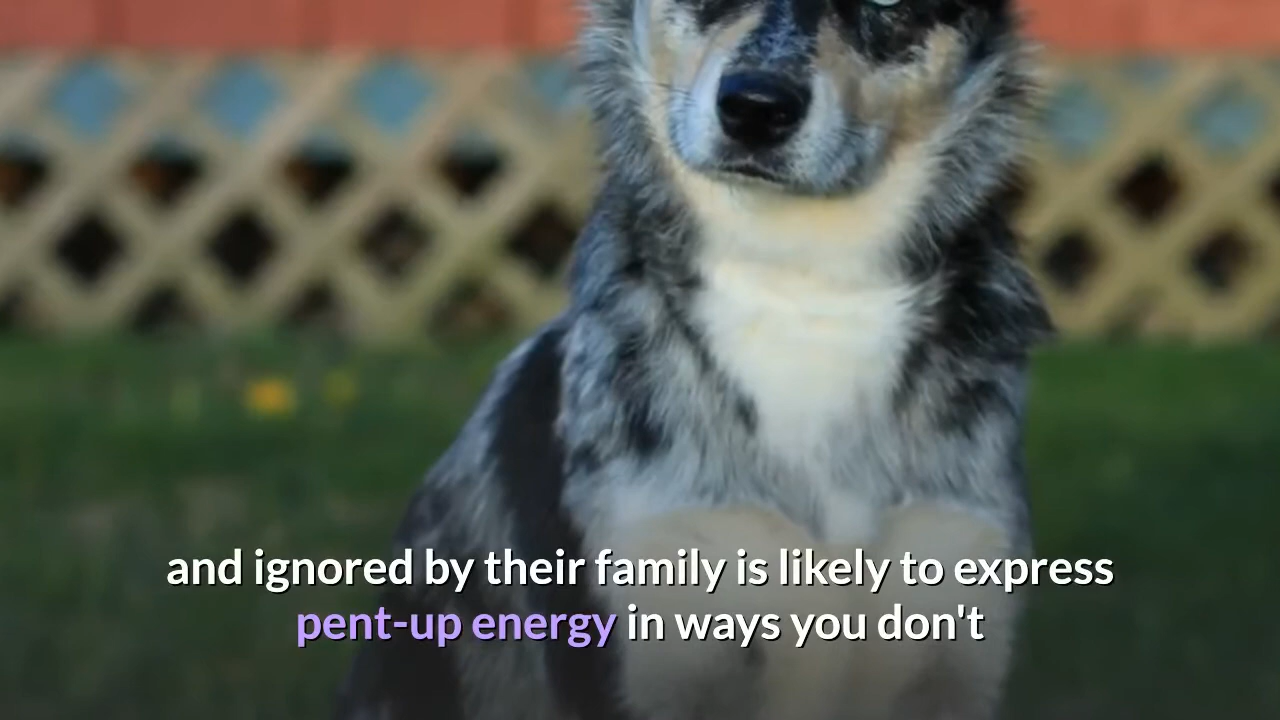 and ignored by their family is likely to express
pent-up energy in ways you don't